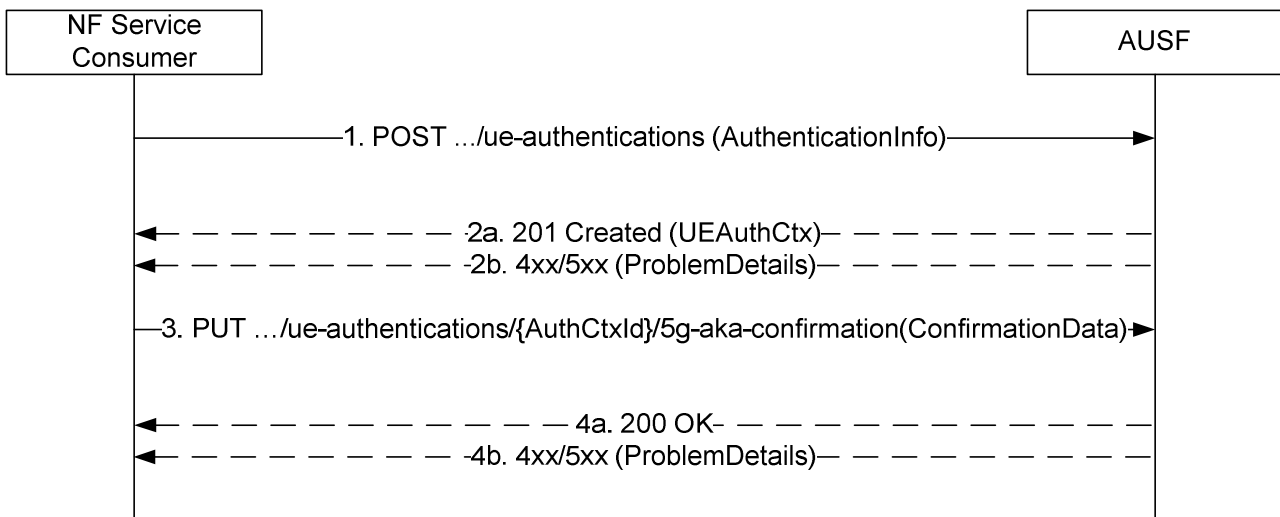 NF Service
Consumer
AUSF
1. POST .../ue-authentications (AuthenticationInfo)
2a. 201 Created (UEAuthCtx)
2b. 4xx/5xx (ProblemDetails)
3. PUT .../ue-authentications/{AuthCtxId}/5g-aka-confirmation(ConfirmationData)
4a. 200 OK
4b. 4xx/5xx (ProblemDetails)